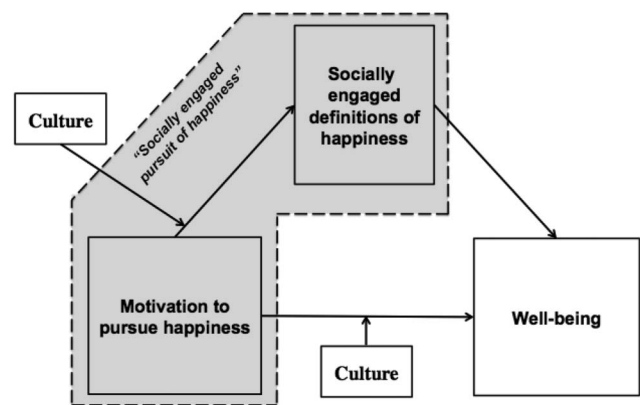 Socially
engaged
definitions of
happiness
"Socially engaged
pursuit of happiness"
Culture
Motivation to
pursue happiness
Well-being
Culture